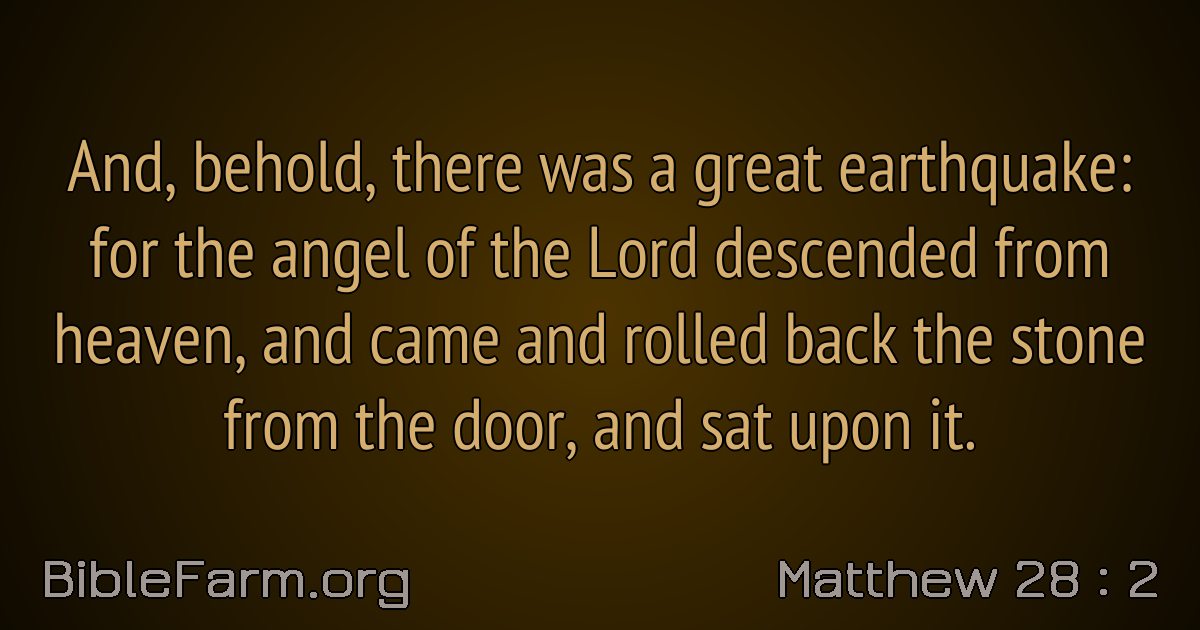 And, behold, there was a great earthquake:
for the angel of the Lord descended from
heaven, and came and rolled back the stone
from the door, and sat upon it.
BibleFarm.org
Matthew 28 : 2